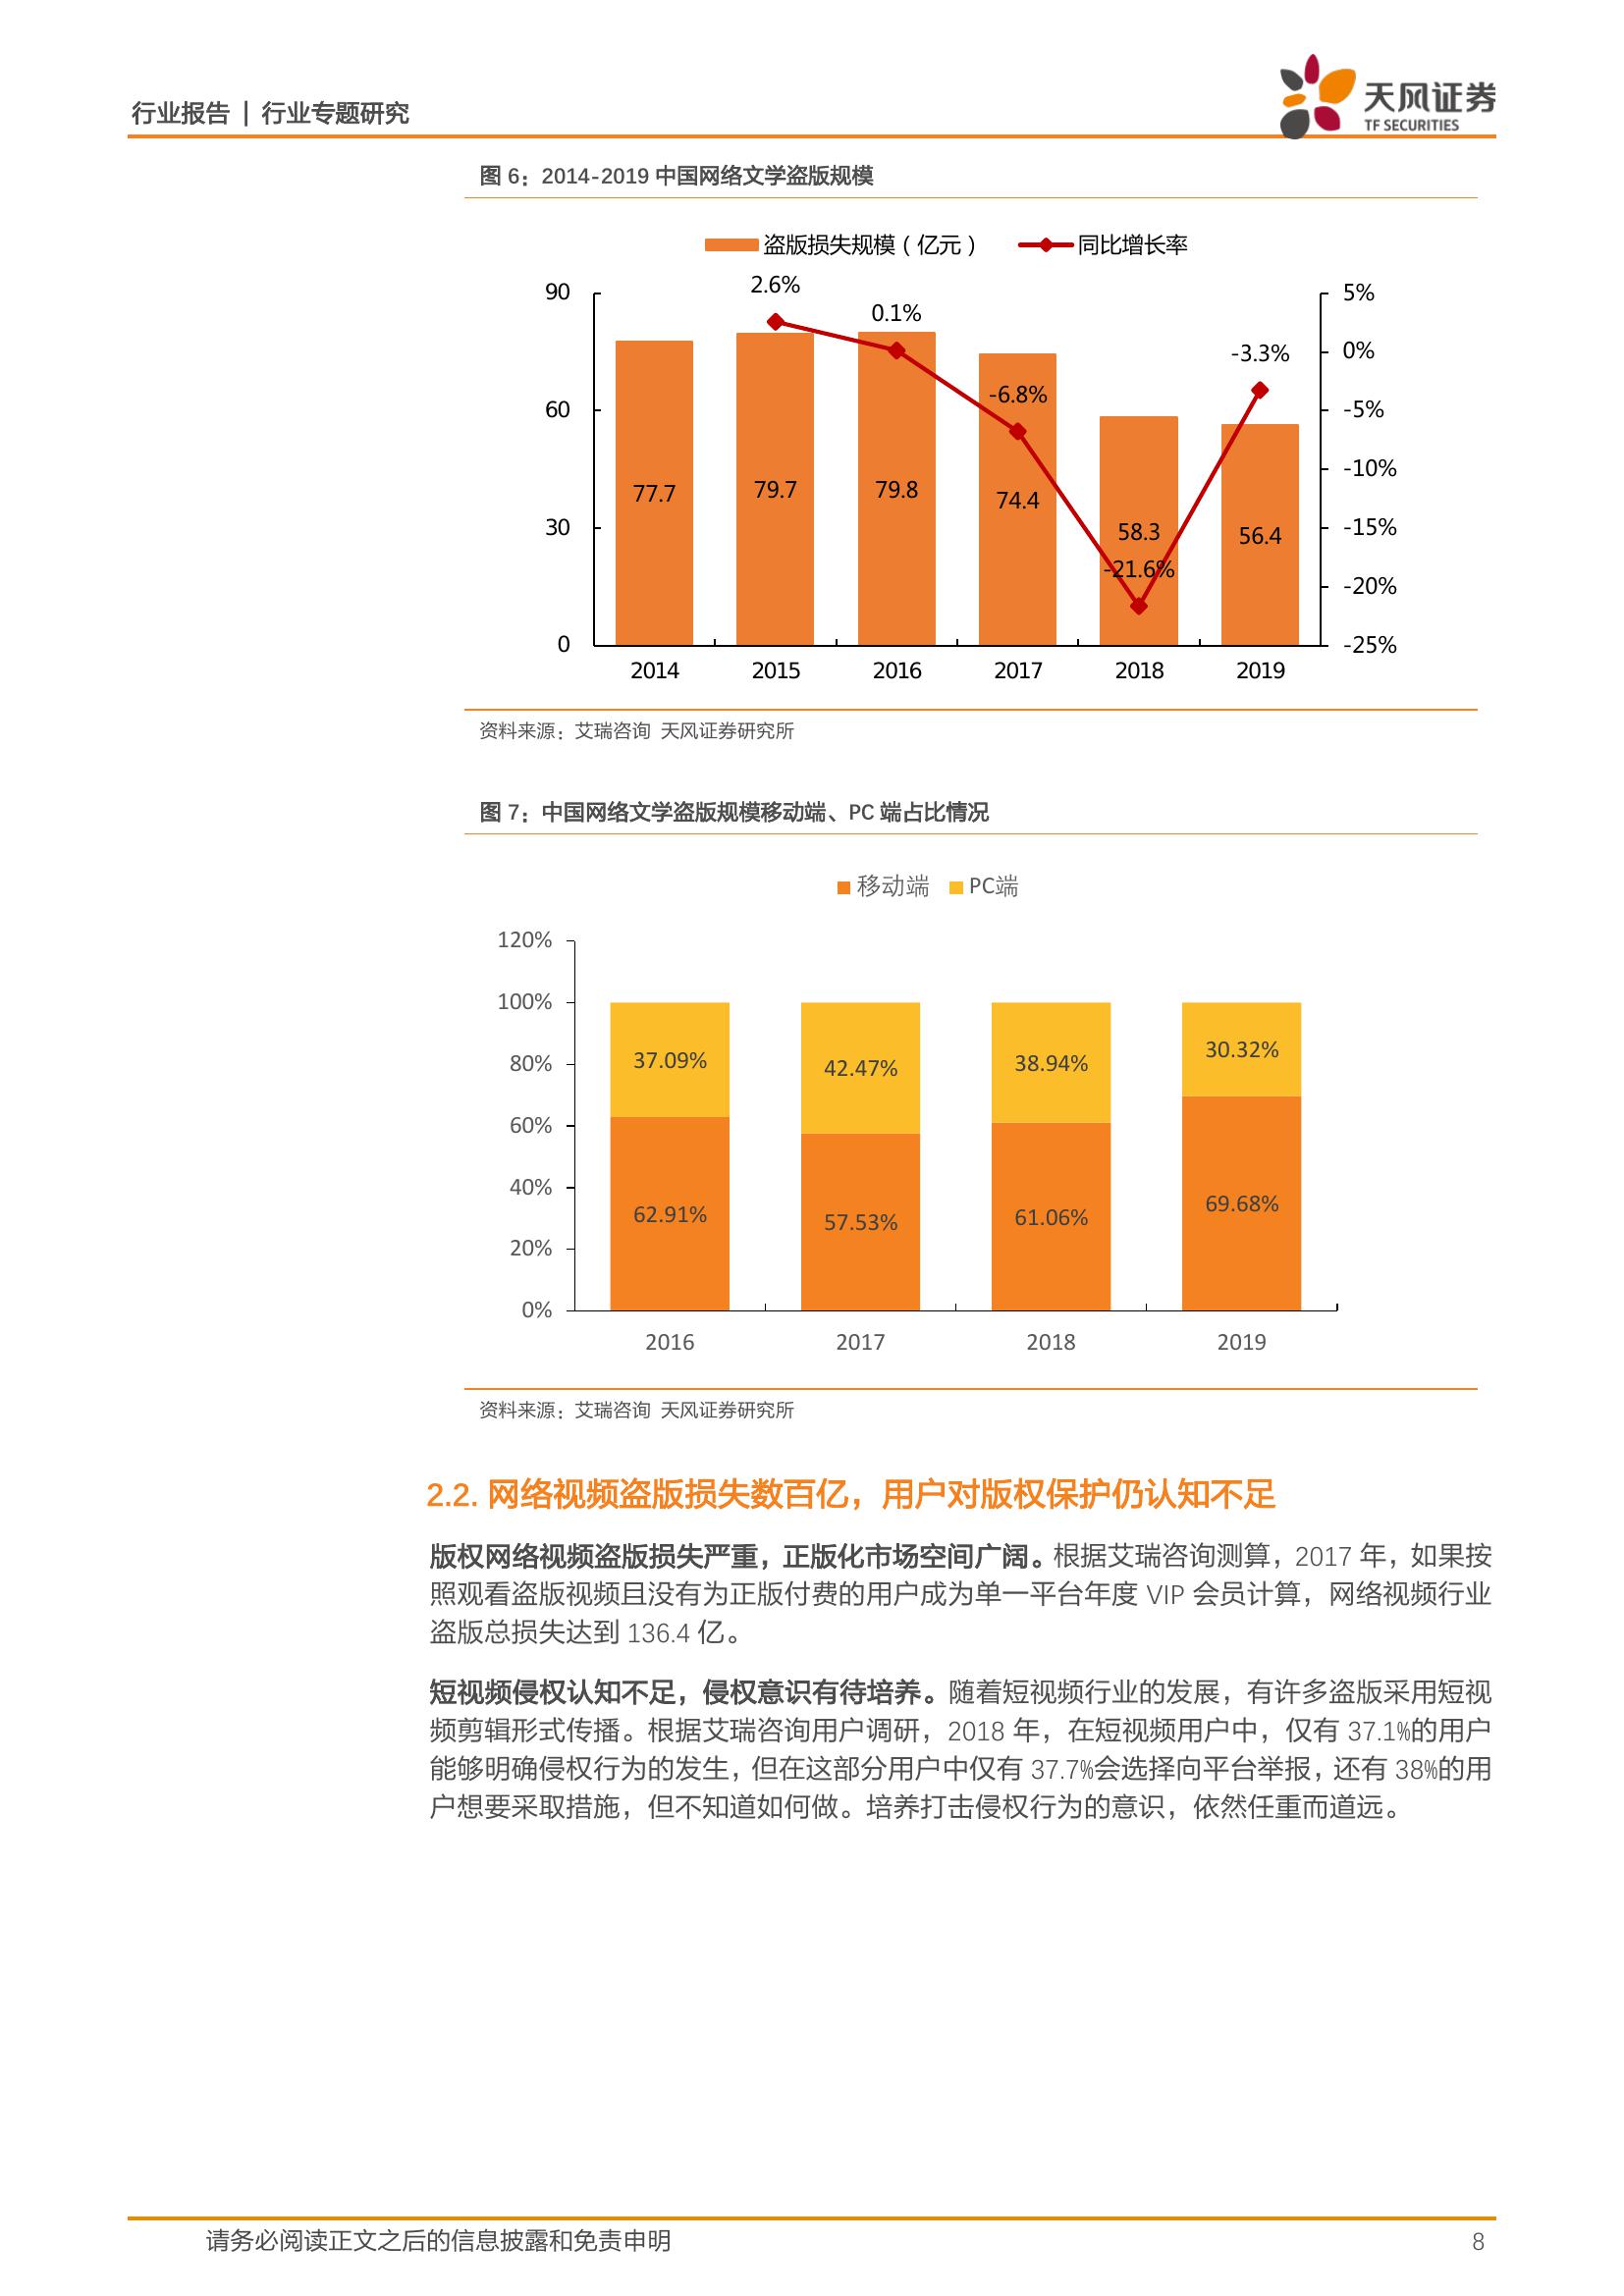 行业报告 | 行业专题研究
天风证券
TF SECURITIES
图 6：2014-2019 中国网络文学盗版规模
盗版损失规模（亿元） 同比增长率
90
60
30
0
5%
0%
-5%
-10%
-15%
-20%
-25%
2.6%
0.1%
-6.8%
-21.6%
-3.3%
77.7
79.7
79.8
74.4
58.3
56.4
2014 2015 2016 2017 2018 2019
资料来源：艾瑞咨询 天风证券研究所
图 7：中国网络文学盗版规模移动端、PC 端占比情况
移动端 PC端
120%
100%
80%
60%
40%
20%
0%
37.09% 42.47% 38.94% 30.32%
62.91% 57.53% 61.06% 69.68%
2016 2017 2018 2019
资料来源：艾瑞咨询 天风证券研究所
2.2. 网络视频盗版损失数百亿，用户对版权保护仍认知不足
版权网络视频盗版损失严重，正版化市场空间广阔。根据艾瑞咨询测算，2017 年，如果按
照观看盗版视频且没有为正版付费的用户成为单一平台年度 VIP 会员计算，网络视频行业
盗版总损失达到 136.4 亿。
短视频侵权认知不足，侵权意识有待培养。随着短视频行业的发展，有许多盗版采用短视
频剪辑形式传播。根据艾瑞咨询用户调研，2018 年，在短视频用户中，仅有 37.1%的用户
能够明确侵权行为的发生，但在这部分用户中仅有 37.7%会选择向平台举报，还有 38%的用
户想要采取措施，但不知道如何做。培养打击侵权行为的意识，依然任重而道远。
请务必阅读正文之后的信息披露和免责申明
8